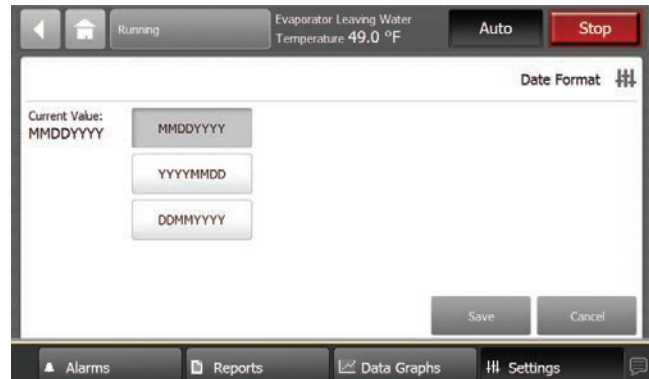 Running
Evaporator Leaving Water
Temperature 49.0 °F
Auto
Stop
Date Format
Current Value:
MMDDYYYY
MMDDYYYY
YYYYMMDD
DDMMYYYY
Save
Cancel
Alarms
Reports
Data Graphs
Settings